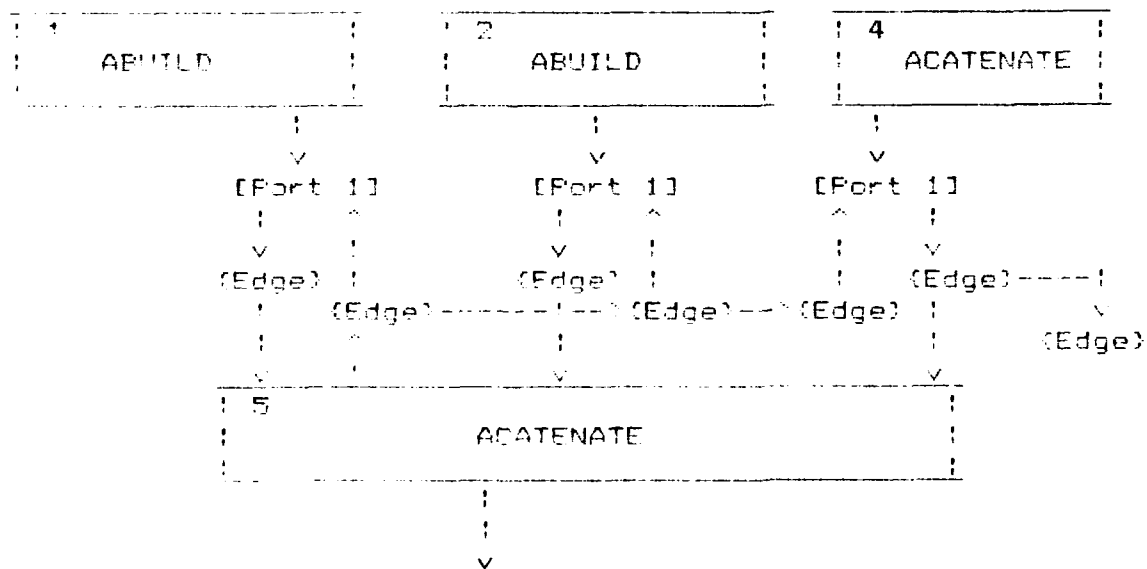 1 2 4
ABUILD ABUILD ACATENATE
[Port 1] [Port 1] [Port 1]
{Edge} {Edge} {Edge}
{Edge} {Edge} {Edge}
{Edge}
5
ACATENATE